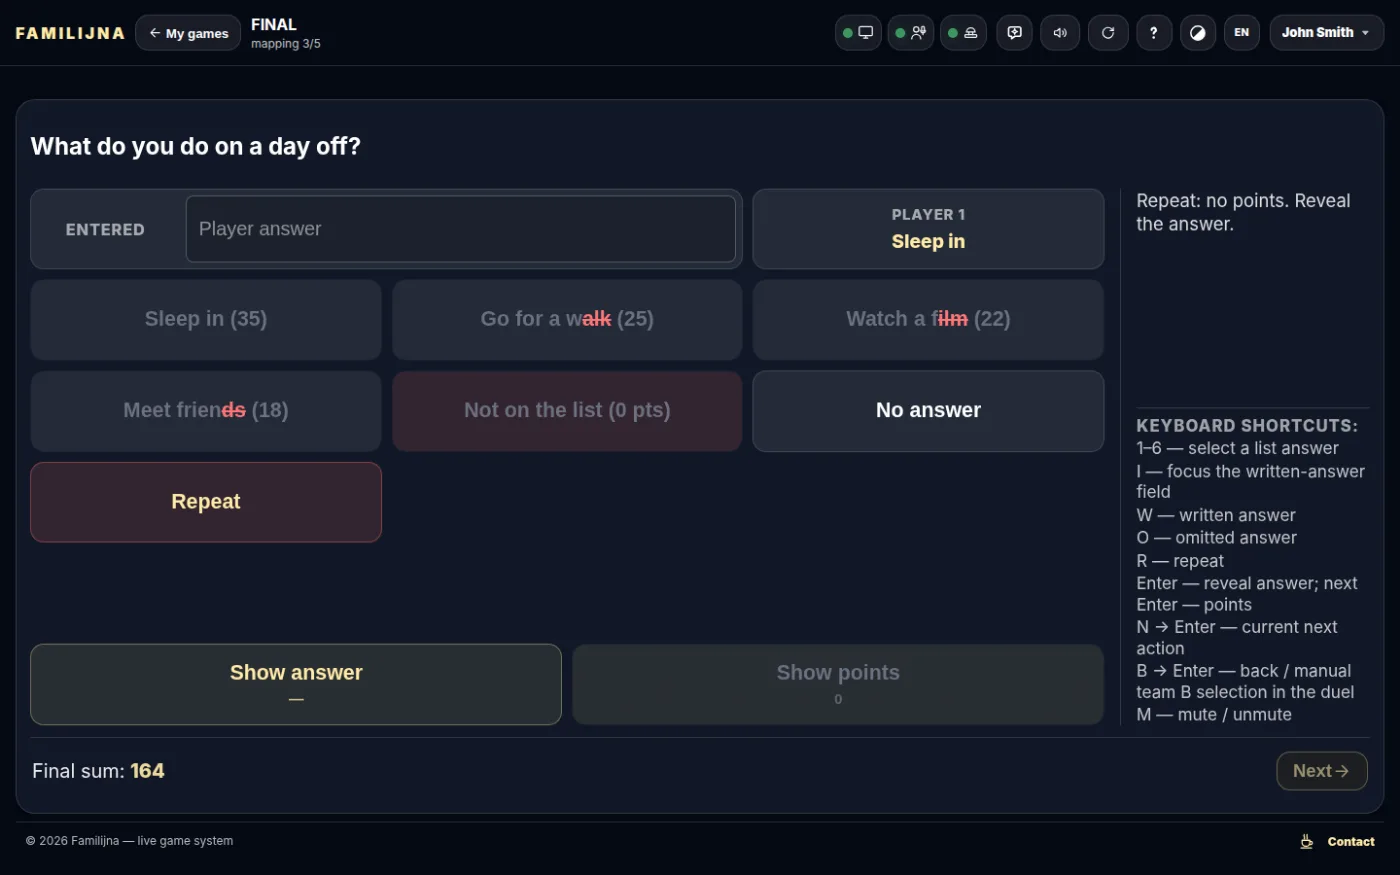 FAMILIJNA
← My games
FINAL
mapping 3/5
?
EN
John Smith
What do you do on a day off?
ENTERED
Player answer
PLAYER 1
Sleep in
Repeat: no points. Reveal
the answer.
Sleep in (35)
Go for a walk (25)
Watch a film (22)
Meet friends (18)
Not on the list (0 pts)
No answer
Repeat
KEYBOARD SHORTCUTS:
1–6 — select a list answer
I — focus the written-answer
field
W — written answer
O — omitted answer
R — repeat
Enter — reveal answer; next
Enter — points
N → Enter — current next
action
B → Enter — back / manual
team B selection in the duel
M — mute / unmute
Show answer
—
Show points
0
Final sum: 164
Next →
© 2026 Familijna — live game system
Contact